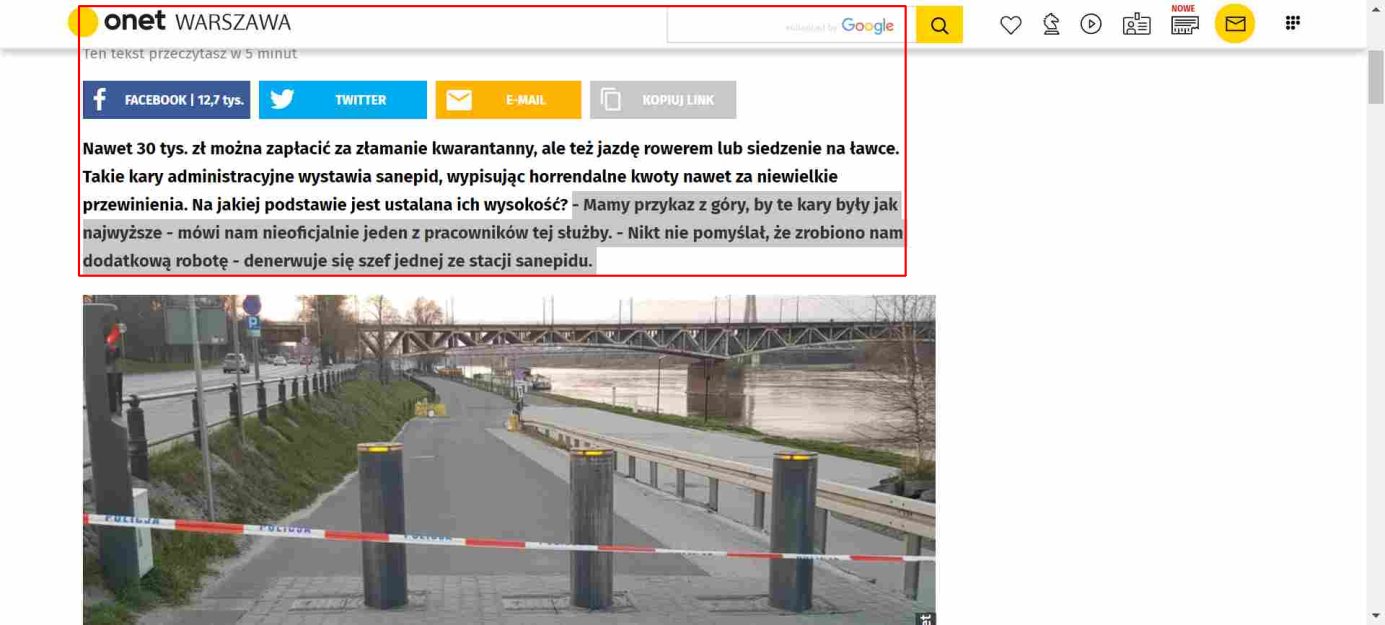 onet WARSZAWA
Google
NOWE
Ten tekst przeczytasz w 5 minut
FACEBOOK | 12,7 tys.
TWITTER
E-MAIL
KOPIUJ LINK
Nawet 30 tys. zł można zapłacić za złamanie kwarantanny, ale też jazdę rowerem lub siedzenie na ławce.
Takie kary administracyjne wystawia sanepid, wypisując horrendalne kwoty nawet za niewielkie
przewinienia. Na jakiej podstawie jest ustalana ich wysokość? - Mamy przykaz z góry, by te kary były jak
najwyższe - mówi nam nieoficjalnie jeden z pracowników tej służby. - Nikt nie pomyślał, że zrobiono nam
dodatkową robotę - denerwuje się szef jednej ze stacji sanepidu.
P
POLICJA
POLICJA
POLICJA